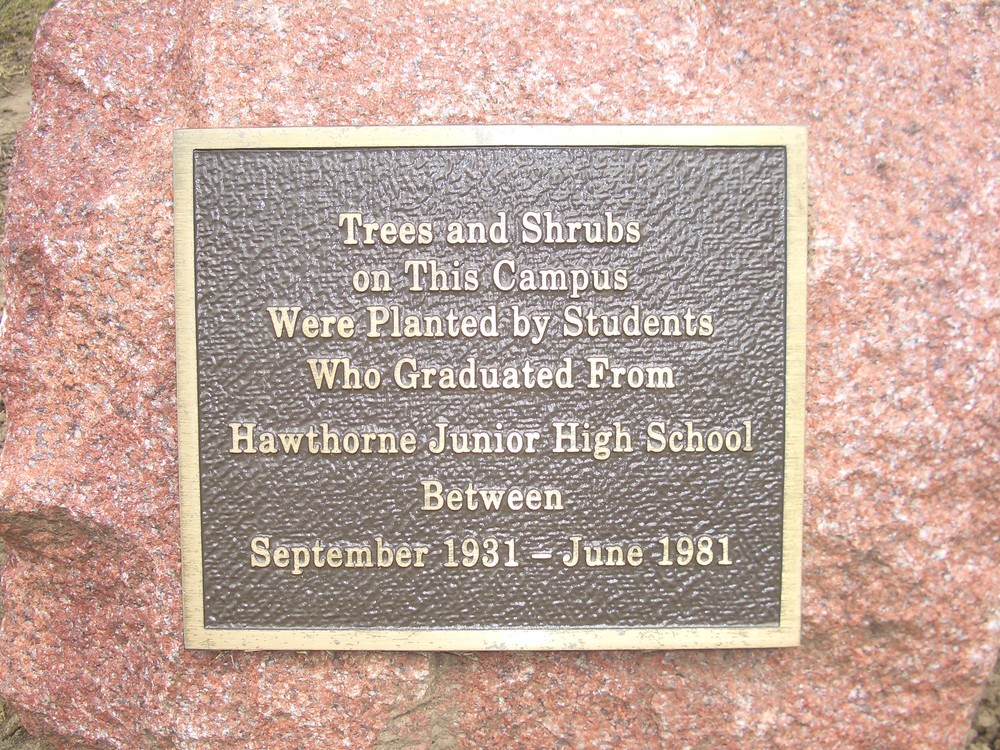 Trees and Shrubs
on This Campus
Were Planted by Students
Who Graduated From
Hawthorne Junior High School
Between
September 1931 – June 1981